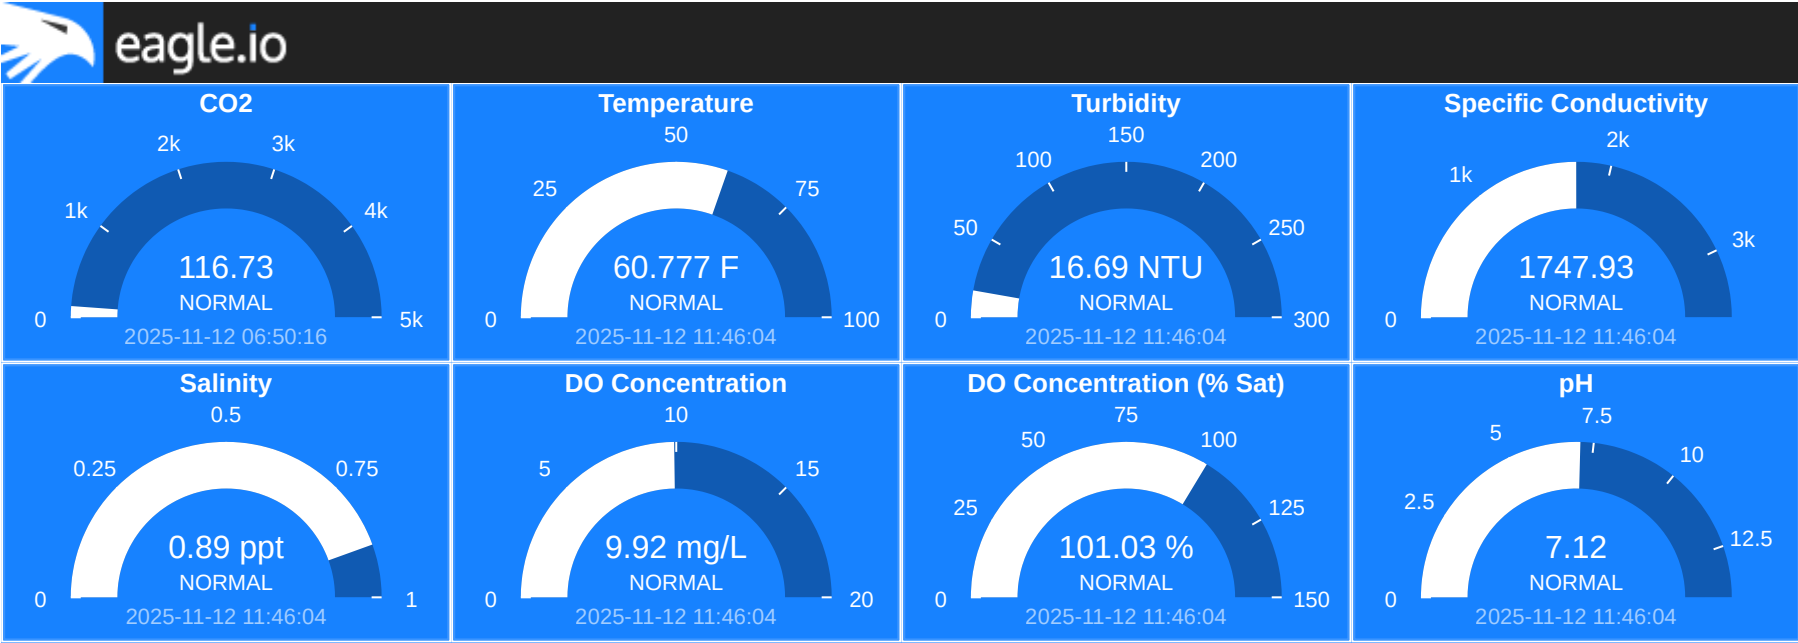 eagle.io
CO2
0
1k
2k
3k
4k
5k
116.73
NORMAL
2025-11-12 06:50:16
Temperature
0
25
50
75
100
60.777 F
NORMAL
2025-11-12 11:46:04
Turbidity
0
50
100
150
200
250
300
16.69 NTU
NORMAL
2025-11-12 11:46:04
Specific Conductivity
0
1k
2k
3k
1747.93
NORMAL
2025-11-12 11:46:04
Salinity
0
0.25
0.5
0.75
1
0.89 ppt
NORMAL
2025-11-12 11:46:04
DO Concentration
0
5
10
15
20
9.92 mg/L
NORMAL
2025-11-12 11:46:04
DO Concentration (% Sat)
0
25
50
75
100
125
150
101.03 %
NORMAL
2025-11-12 11:46:04
pH
0
2.5
5
7.5
10
12.5
7.12
NORMAL
2025-11-12 11:46:04